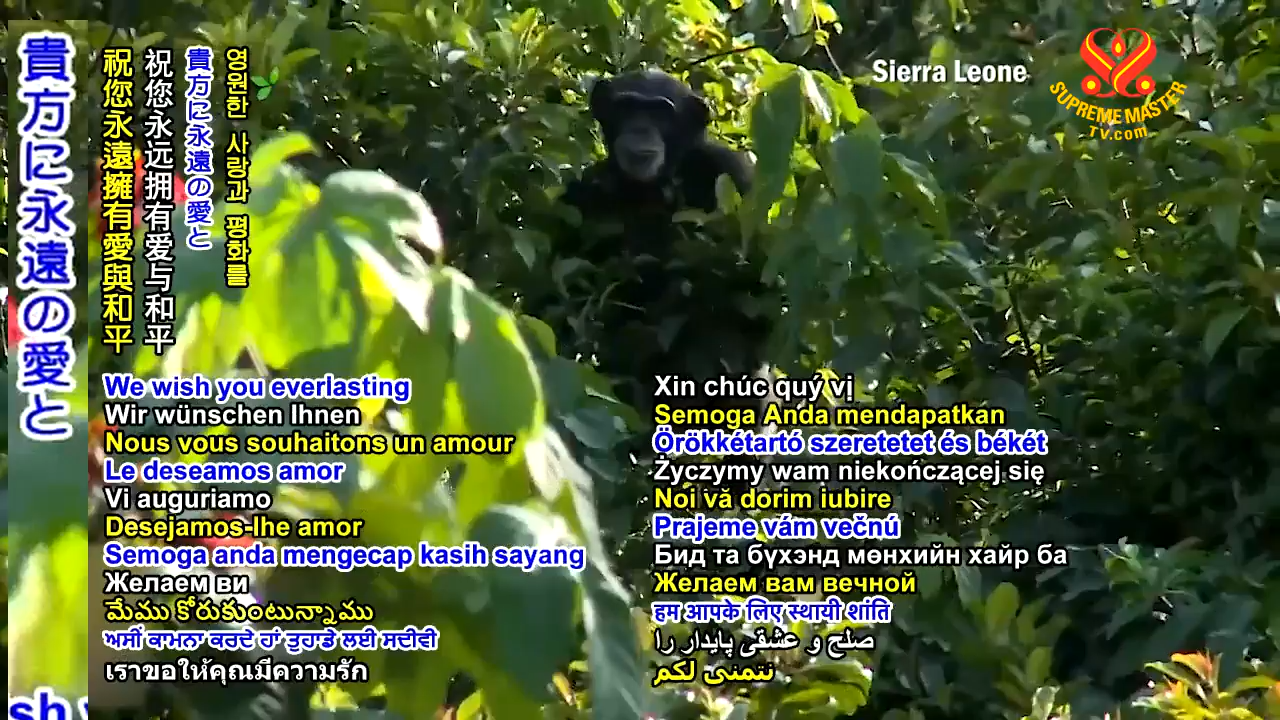 貴方に永遠の愛と
祝您永遠擁有愛與和平
祝您永远拥有爱与和平
貴方に永遠の愛と
영원한 사랑과 평화를
Sierra Leone
SUPREME MASTER
TV.com
We wish you everlasting
Wir wünschen Ihnen
Nous vous souhaitons un amour
Le deseamos amor
Vi auguriamo
Desejamos-lhe amor
Semoga anda mengecap kasih sayang
Желаем ви
మేము కోరుకుంటున్నాము
ਅਸੀਂ ਕਾਮਨਾ ਕਰਦੇ ਹਾਂ ਤੁਹਾਡੇ ਲਈ ਸਦੀਵੀ
เราขอให้คุณมีความรัก
Xin chúc quý vị
Semoga Anda mendapatkan
Örökkétartó szeretetet és békét
Życzymy wam niekończącej się
Noi vă dorim iubire
Prajeme vám večnú
Бид та бүхэнд мөнхийн хайр ба
Желаем вам вечной
हम आपके लिए स्थायी शांति
صلح و عشقی پایدار را
نتمنى لكم
sh